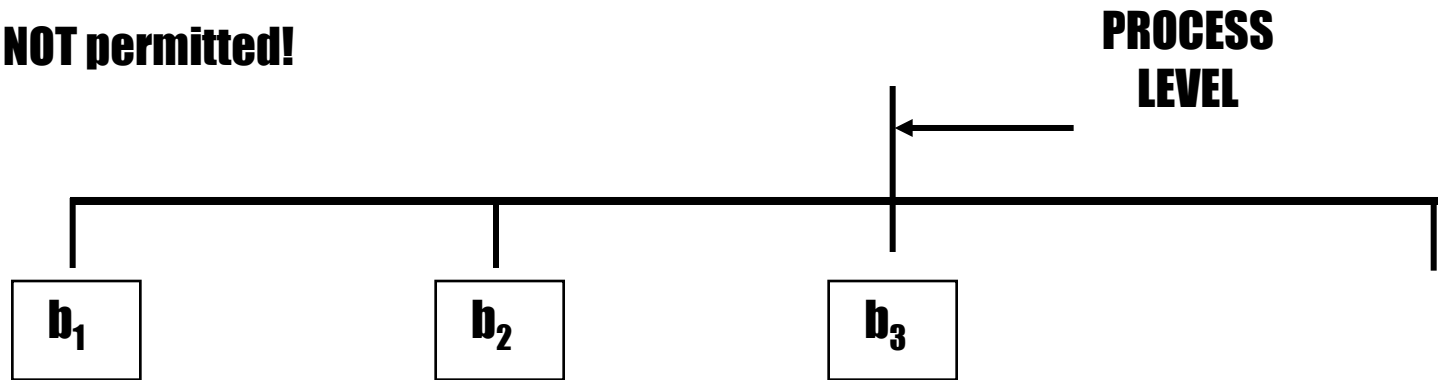 NOT permitted!
PROCESS
LEVEL
b₁
b₂
b₃